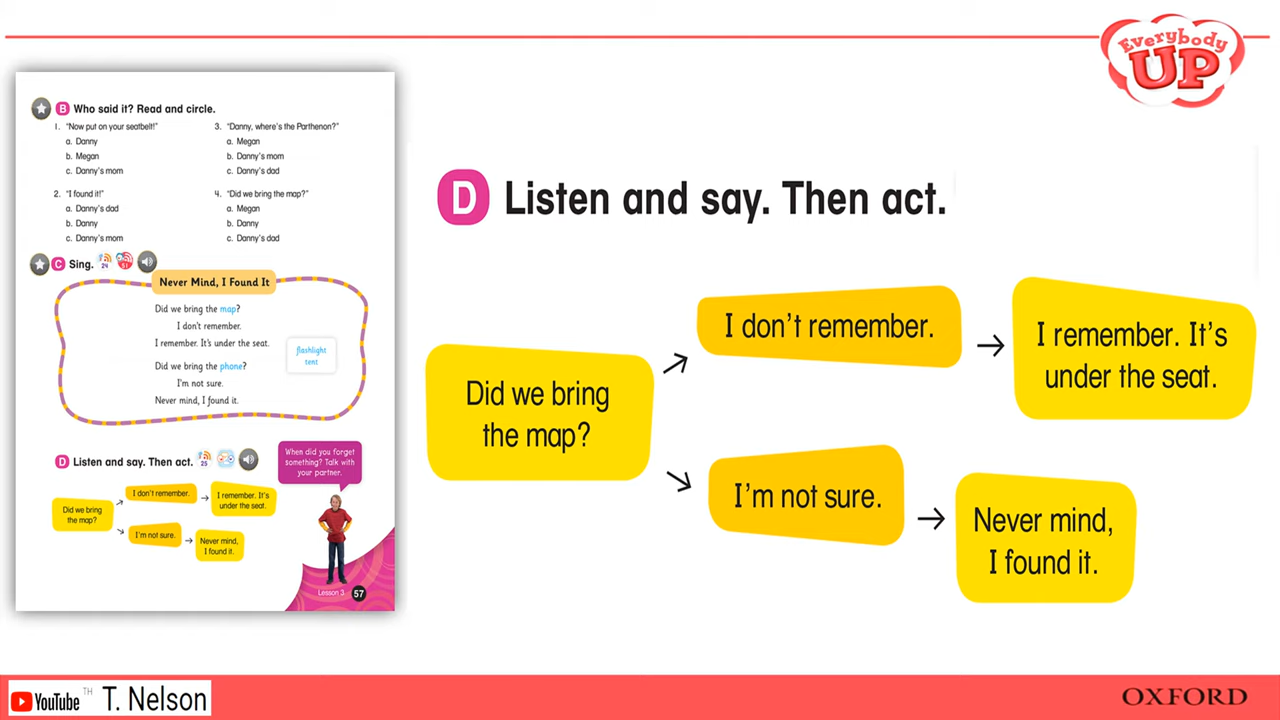 Everybody
UP
B Who said it? Read and circle.
1. "Now put on your seatbelt!"
a. Danny
b. Megan
c. Danny's mom
2. "I found it!"
a. Danny's dad
b. Danny
c. Danny's mom
3. "Danny, where's the Parthenon?"
a. Megan
b. Danny's mom
c. Danny's dad
4. "Did we bring the map?"
a. Megan
b. Danny
c. Danny's dad
C Sing.
24
51
Never Mind, I Found It
Did we bring the map?
I don't remember.
I remember. It's under the seat.
Did we bring the phone?
I'm not sure.
Never mind, I found it.
flashlight
tent
D Listen and say. Then act.
25
When did you forget
something? Talk with
your partner.
Did we bring
the map?
I don't remember.
I remember. It's
under the seat.
I'm not sure.
Never mind,
I found it.
Lesson 3
57
D Listen and say. Then act.
Did we bring
the map?
I don't remember.
I remember. It's
under the seat.
I'm not sure.
Never mind,
I found it.
YouTube TH T. Nelson
OXFORD